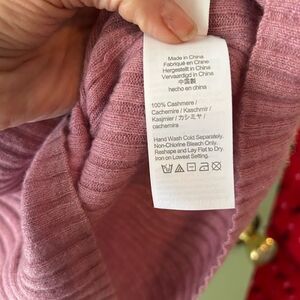 Made in China
Fabriqué en Chine
Hergestellt in China
Vervaardigd in China
中国製
hecho en china
100% Cashmere /
Cachemire / Kaschmir /
Kasjmier / カシミヤ /
cachemira
Hand Wash Cold Separately.
Non-Chlorine Bleach Only.
Reshape and Lay Flat to Dry.
Iron on Lowest Setting.